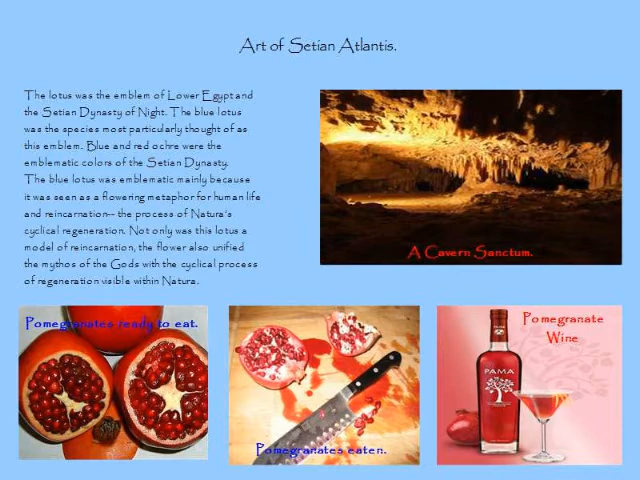 Art of Setian Atlantis.
The lotus was the emblem of Lower Egypt and
the Setian Dynasty of Night. The blue lotus
was the species most particularly thought of as
this emblem. Blue and red ochre were the
emblematic colors of the Setian Dynasty.
The blue lotus was emblematic mainly because
it was seen as a flowering metaphor for human life
and reincarnation-- the process of Natura's
cyclical regeneration. Not only was this lotus a
model of reincarnation, the flower also unified
the mythos of the Gods with the cyclical process
of regeneration visible within Natura.
A Cavern Sanctum.
Pomegranates ready to eat.
Pomegranates eaten.
Pomegranate
Wine
PAMA